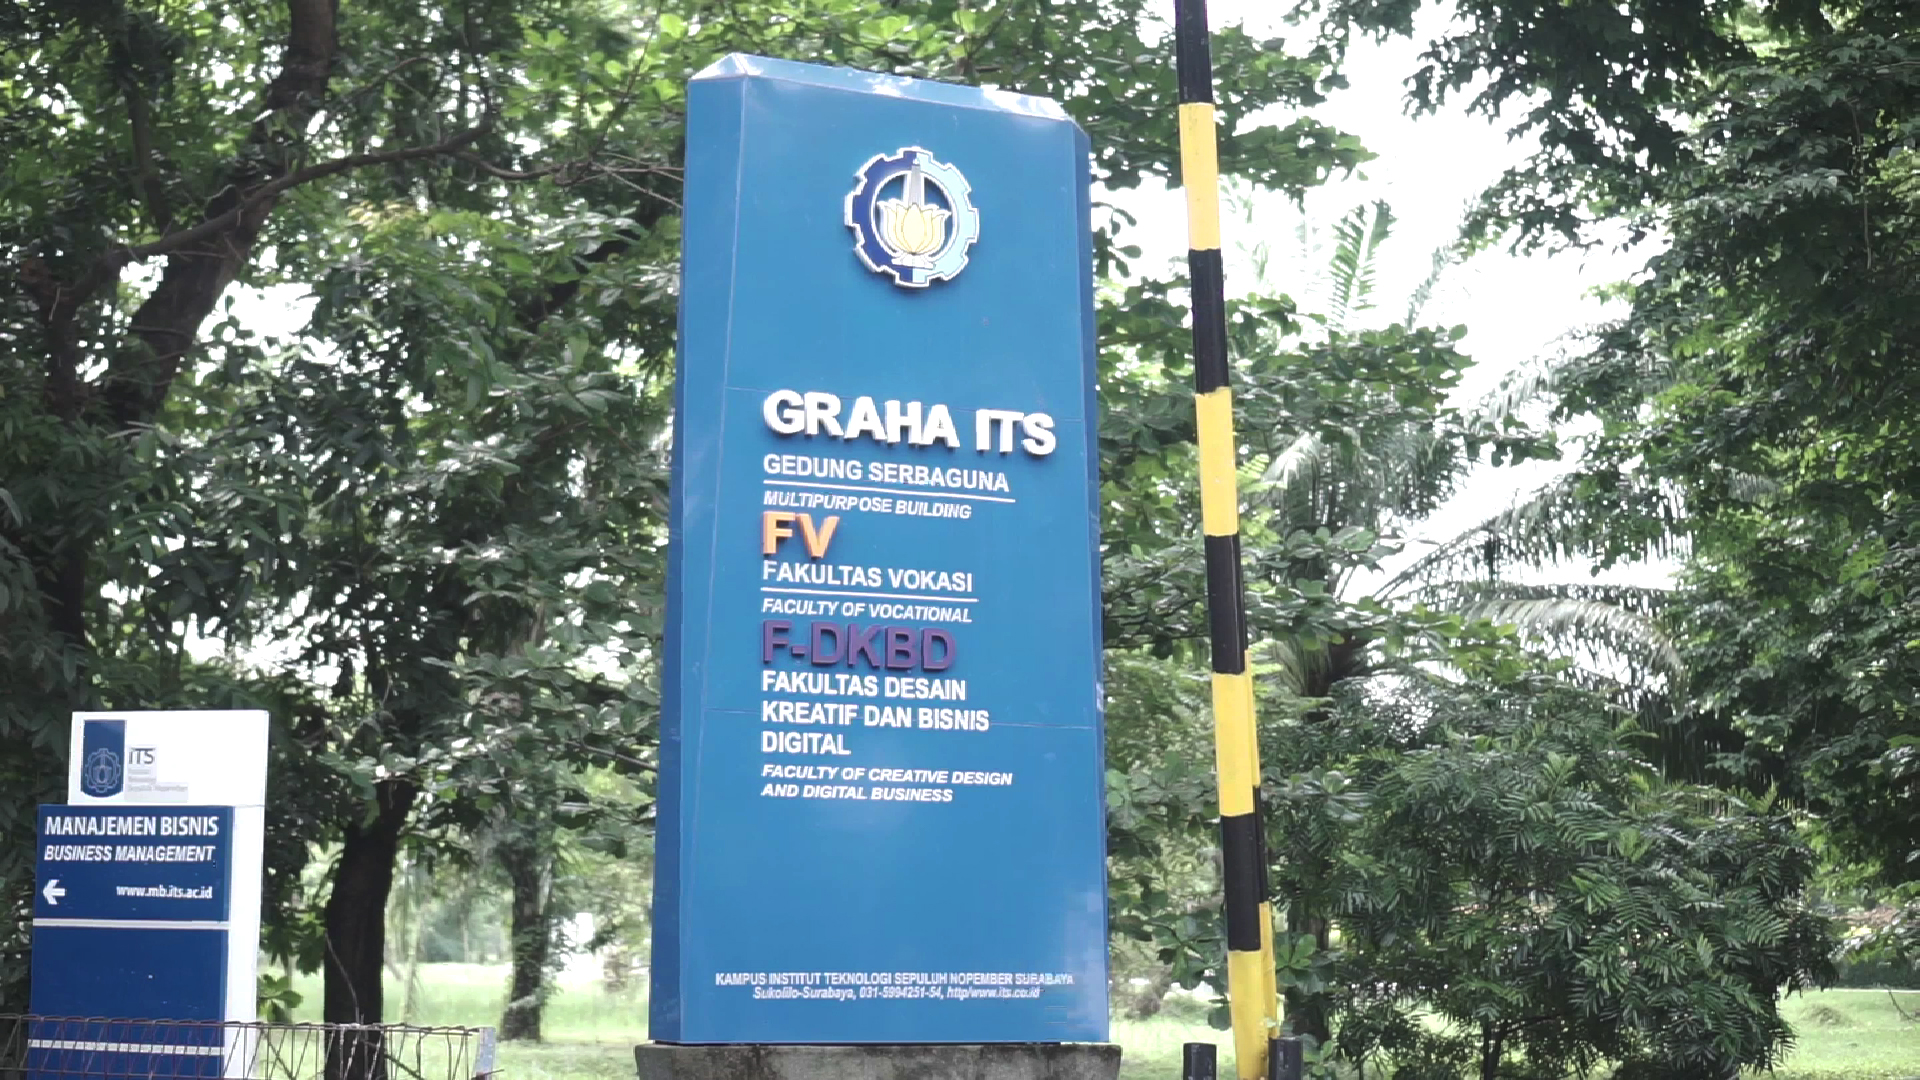 GRAHA ITS
GEDUNG SERBAGUNA
MULTIPURPOSE BUILDING
FV
FAKULTAS VOKASI
FACULTY OF VOCATIONAL
F-DKBD
FAKULTAS DESAIN
KREATIF DAN BISNIS
DIGITAL
FACULTY OF CREATIVE DESIGN
AND DIGITAL BUSINESS
KAMPUS INSTITUT TEKNOLOGI SEPULUH NOPEMBER SURABAYA
Sukolilo-Surabaya, 031-5994251-54, http/www.its.co.id
ITS
MANAJEMEN BISNIS
BUSINESS MANAGEMENT
www.mb.its.ac.id